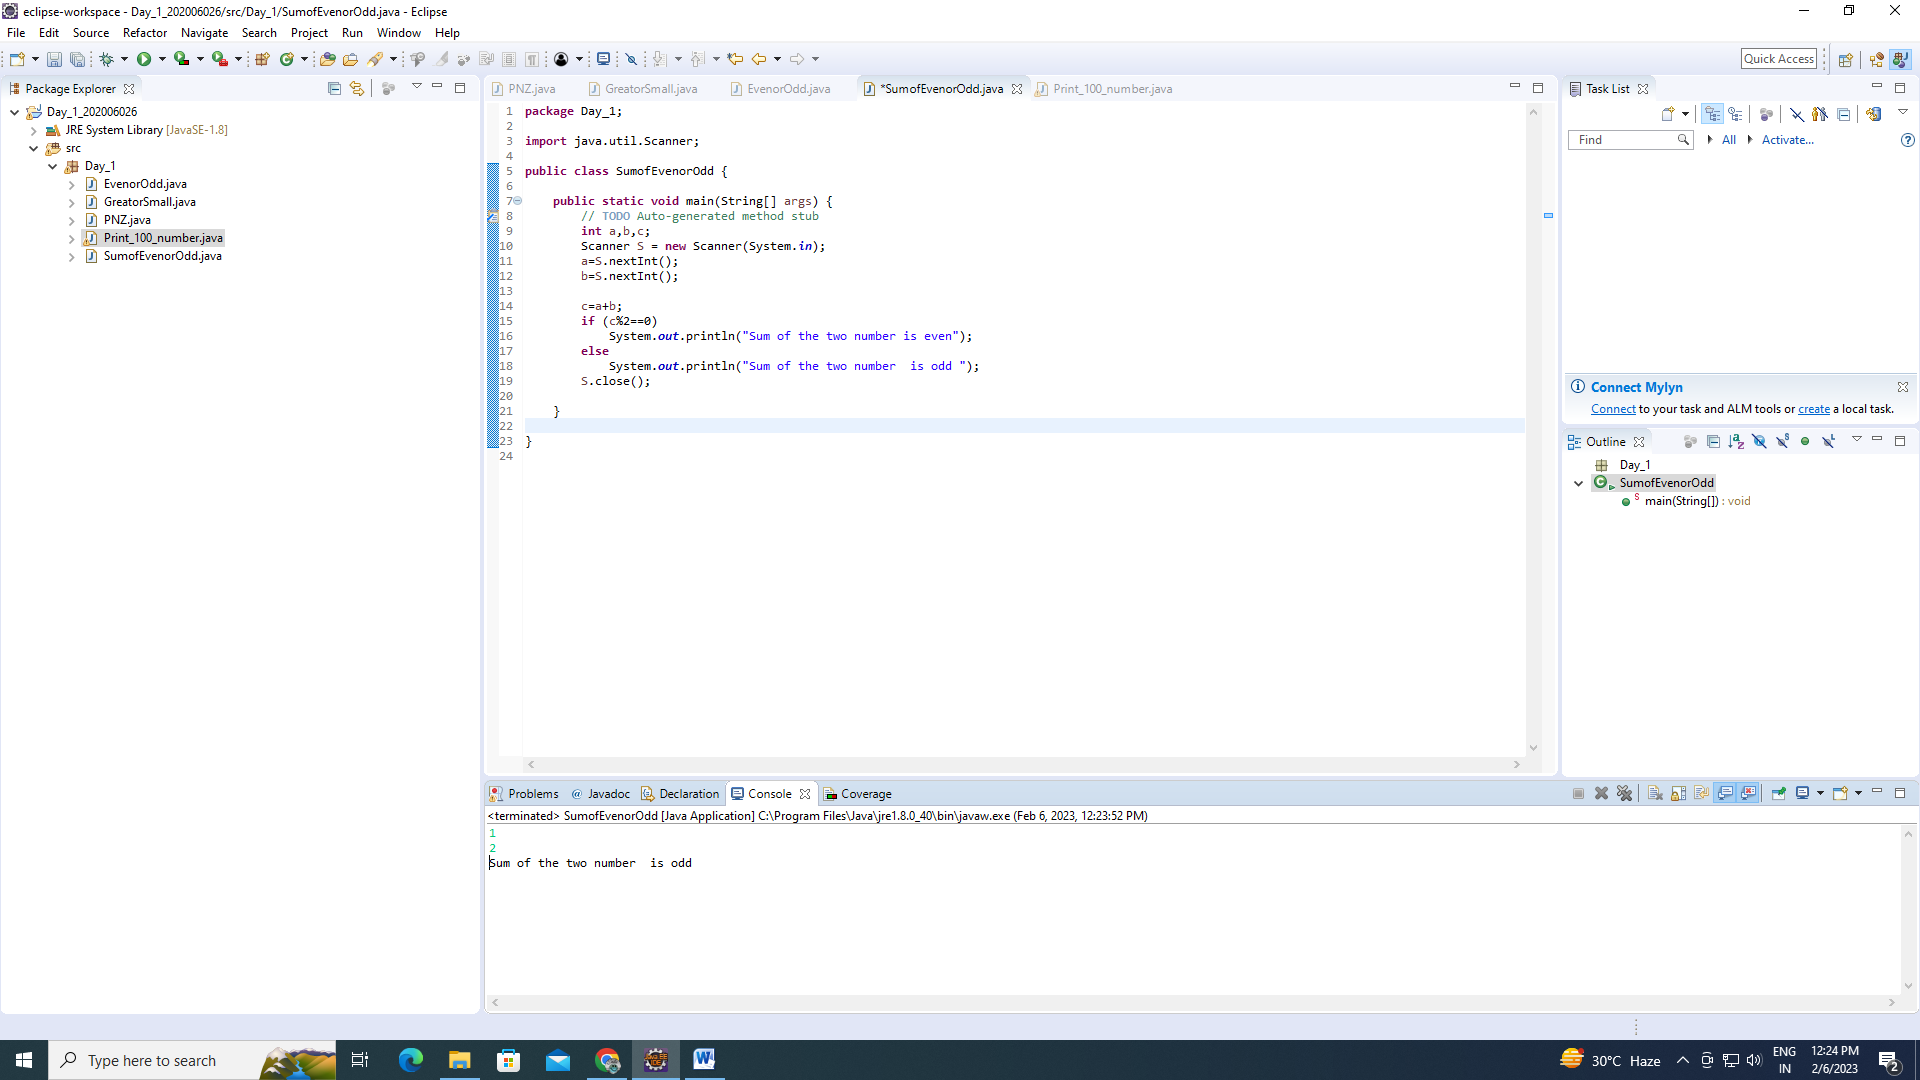 eclipse-workspace - Day_1_202006026/src/Day_1/SumofEvenorOdd.java - Eclipse
File Edit Source Refactor Navigate Search Project Run Window Help
Quick Access
Package Explorer
Day_1_202006026
JRE System Library [JavaSE-1.8]
src
Day_1
EvenorOdd.java
GreatorSmall.java
PNZ.java
Print_100_number.java
SumofEvenorOdd.java
PNZ.java GreatorSmall.java EvenorOdd.java *SumofEvenorOdd.java Print_100_number.java
1 package Day_1;
2
3 import java.util.Scanner;
4
5 public class SumofEvenorOdd {
6
7 public static void main(String[] args) {
8 // TODO Auto-generated method stub
9 int a,b,c;
10 Scanner S = new Scanner(System.in);
11 a=S.nextInt();
12 b=S.nextInt();
13
14 c=a+b;
15 if (c%2==0)
16 System.out.println("Sum of the two number is even");
17 else
18 System.out.println("Sum of the two number  is odd ");
19 S.close();
20
21 }
22
23 }
24
Task List
Find All Activate...
Connect Mylyn
Connect to your task and ALM tools or create a local task.
Outline
Day_1
SumofEvenorOdd
main(String[]) : void
Problems @ Javadoc Declaration Console Coverage
<terminated> SumofEvenorOdd [Java Application] C:\Program Files\Java\jre1.8.0_40\bin\javaw.exe (Feb 6, 2023, 12:23:52 PM)
1
2
Sum of the two number  is odd
Type here to search
30°C Haze
ENG
IN
12:24 PM
2/6/2023
2